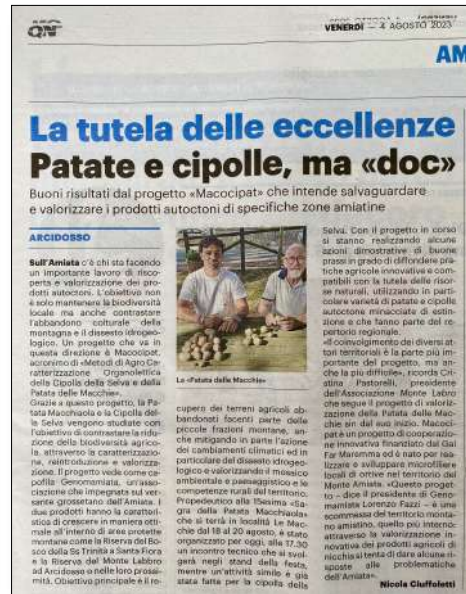 QN
VENERDÌ — 4 AGOSTO 2023
AM
La tutela delle eccellenze
Patate e cipolle, ma «doc»
Buoni risultati dal progetto «Macocipat» che intende salvaguardare
e valorizzare i prodotti autoctoni di specifiche zone amiatine
ARCIDOSSO
Sull'Amiata c'è chi sta facendo
un importante lavoro di risco-
perta e valorizzazione dei pro-
dotti autoctoni. L'obiettivo non
è solo mantenere la biodiversità
locale ma anche contrastare
l'abbandono colturale della
montagna e il dissesto idrogeo-
logico. Un progetto che va in
questa direzione è Macocipat,
acronimo di «Metodi di Agro Ca-
ratterizzazione Organolettica
della Cipolla della Selva e della
Patata delle Macchie».
Grazie a questo progetto, la Pa-
tata Macchiaola e la Cipolla del-
la Selva vengono studiate con
l'obiettivo di contrastare la ridu-
zione della biodiversità agrico-
la, attraverso la caratterizzazio-
ne, reintroduzione e valorizza-
zione. Il progetto vede come ca-
pofila Genomamiata, un'asso-
ciazione che impegnata sul ver-
sante grossetano dell'Amiata. I
due prodotti hanno la caratteri-
stica di crescere in maniera otti-
male all'interno di aree protette
montane come la Riserva del Bo-
sco della Ss Trinità a Santa Fiora
e la Riserva del Monte Labbro
ad Arcidosso o nelle loro prossi-
mità. Obiettivo principale è il re-
La «Patata delle Macchie»
cupero dei terreni agricoli ab-
bandonati facenti parte delle
piccole frazioni montane, an-
che mitigando in parte l'azione
dei cambiamenti climatici ed in
particolare del dissesto idrogeo-
logico e valorizzando il mosaico
ambientale e paesaggistico e le
competenze rurali del territorio.
Propedeutico alla 15esima «Sa-
gra della Patata Macchiaola»
che si terrà in località Le Mac-
chie dal 18 al 20 agosto, è stato
organizzato per oggi, alle 17.30
un incontro tecnico che si svol-
gerà negli stand della festa,
mentre un'attività simile è già
stata fatta per la cipolla della
Selva. Con il progetto in corso
si stanno realizzando alcune
azioni dimostrative di buone
prassi in grado di diffondere pra-
tiche agricole innovative e com-
patibili con la tutela delle risor-
se naturali, utilizzando in parti-
colare varietà di patate e cipolle
autoctone minacciate di estin-
zione e che fanno parte del re-
pertorio regionale.
«Il coinvolgimento dei diversi at-
tori territoriali è la parte più im-
portante del progetto, ma an-
che la più difficile», ricorda Cri-
stina Pastorelli, presidente
dell'Associazione Monte Labro
che segue il progetto di valoriz-
zazione della Patata delle Mac-
chie sin dal suo inizio. Macoci-
pat è un progetto di cooperazio-
ne innovativa finanziato dal Gal
Far Maremma ed è nato per rea-
lizzare e sviluppare microfiliere
locali di ortive nel territorio del
Monte Amiata. «Questo proget-
to – dice il presidente di Geno-
mamiata Lorenzo Fazzi – è una
scommessa del territorio monta-
no amiatino, quello più interno:
attraverso la valorizzazione in-
novativa dei prodotti agricoli di
nicchia si tenta di dare alcune ri-
sposte alle problematiche
dell'Amiata».
Nicola Ciuffoletti